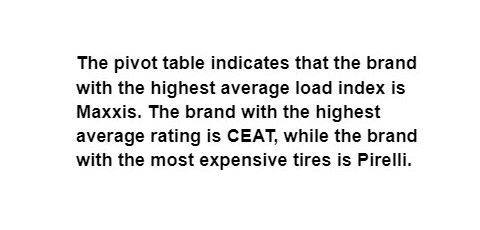 The pivot table indicates that the brand
with the highest average load index is
Maxxis. The brand with the highest
average rating is CEAT, while the brand
with the most expensive tires is Pirelli.